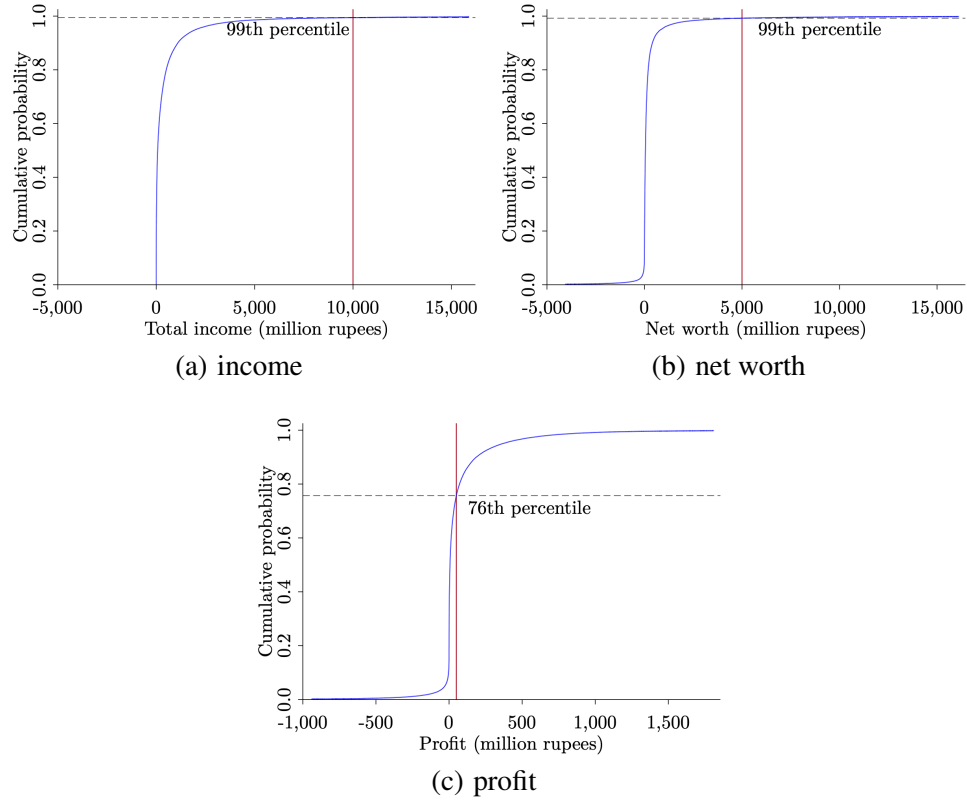 Cumulative probability
0.0 0.2 0.4 0.6 0.8 1.0
99th percentile
-5,000 0 5,000 10,000 15,000
Total income (million rupees)
(a) income
Cumulative probability
0.0 0.2 0.4 0.6 0.8 1.0
99th percentile
-5,000 0 5,000 10,000 15,000
Net worth (million rupees)
(b) net worth
Cumulative probability
0.0 0.2 0.4 0.6 0.8 1.0
76th percentile
-1,000 -500 0 500 1,000 1,500
Profit (million rupees)
(c) profit